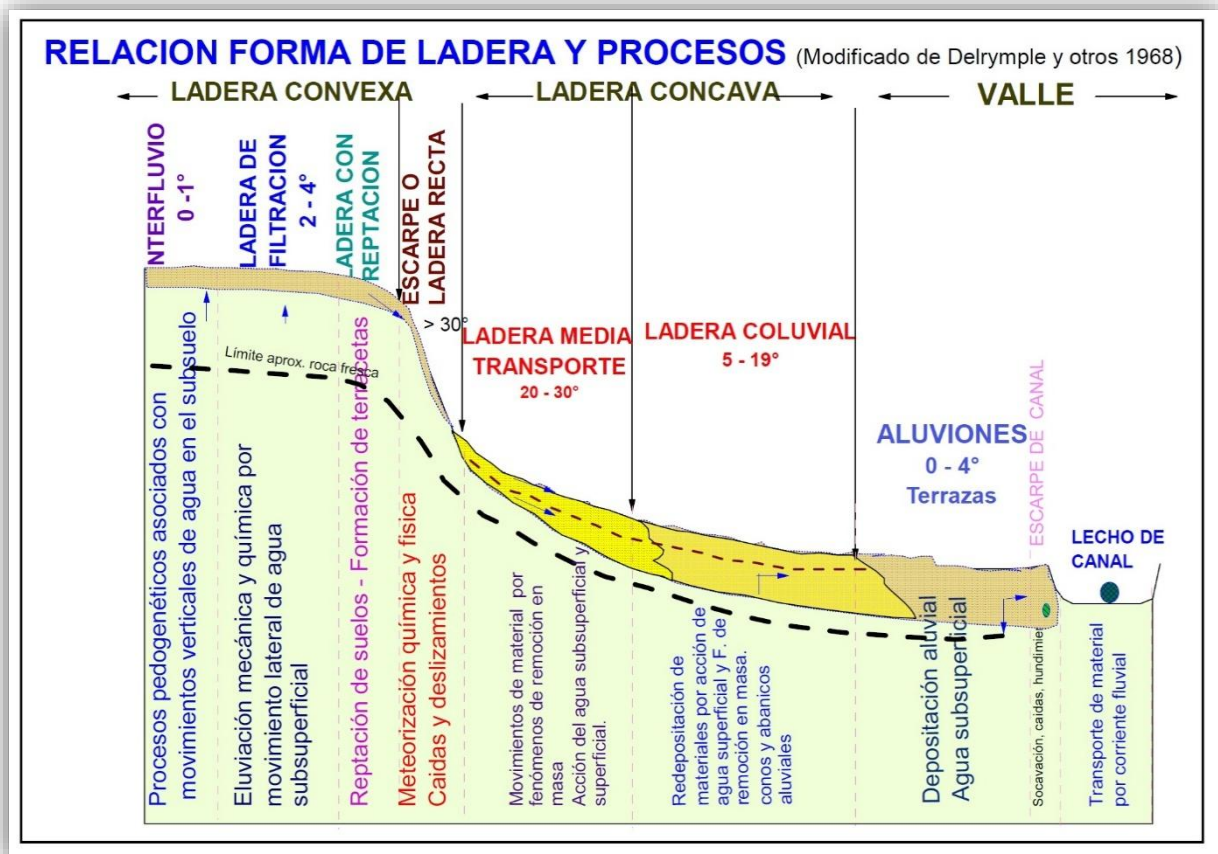 RELACION FORMA DE LADERA Y PROCESOS (Modificado de Delrymple y otros 1968)
LADERA CONVEXA
LADERA CONCAVA
VALLE
NTERFLUVIO
0 -1°
LADERA DE
FILTRACION
2 - 4°
LADERA CON
REPTACION
ESCARPE O
LADERA RECTA
> 30°
LADERA MEDIA
TRANSPORTE
20 - 30°
LADERA COLUVIAL
5 - 19°
ALUVIONES
0 - 4°
Terrazas
ESCARPE DE CANAL
LECHO DE
CANAL
Límite aprox. roca fresca
Procesos pedogenéticos asociados con
movimientos verticales de agua en el subsuelo
Eluviación mecánica y química por
movimiento lateral de agua
subsuperficial
Reptación de suelos - Formación de terracetas
Meteorización química y fisica
Caidas y deslizamientos
Movimientos de material por
fenómenos de remoción en
masa
Acción del agua subsuperficial y
superficial.
Redepositación de
materiales por acción de
agua superficial y F. de
remoción en masa.
conos y abanicos
aluviales
Depositación aluvial
Agua subsuperficial
Socavación, caidas, hundimier
Transporte de material
por corriente fluvial